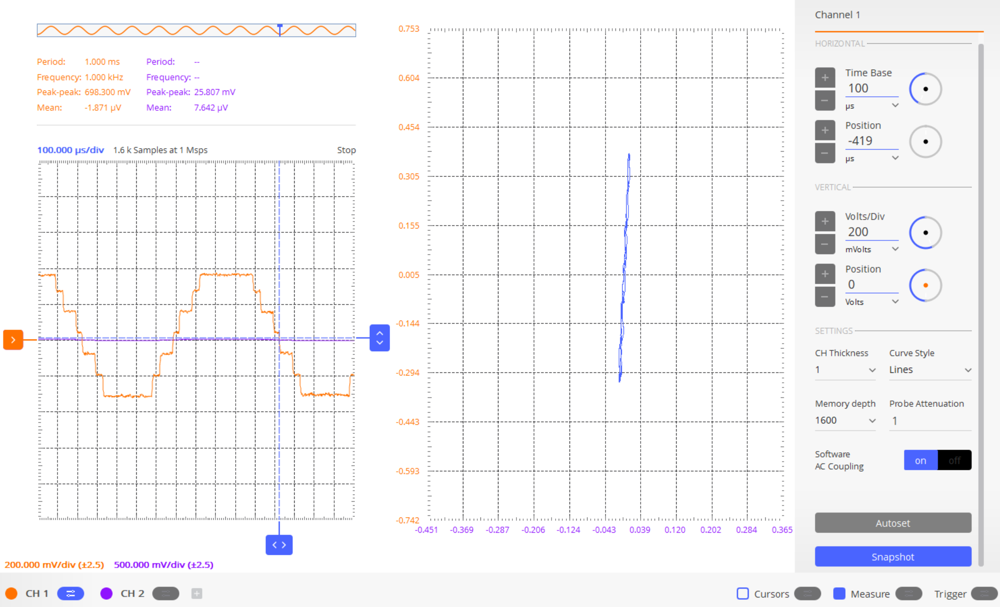 Channel 1
HORIZONTAL
Time Base
100
µs
Position
-419
µs
VERTICAL
Volts/Div
200
mVolts
Position
0
Volts
SETTINGS
CH Thickness Curve Style
1 Lines
Memory depth Probe Attenuation
1600 1
Software
AC Coupling
on off
Autoset
Snapshot
Period: 1.000 ms Period: --
Frequency: 1.000 kHz Frequency: --
Peak-peak: 698.300 mV Peak-peak: 25.807 mV
Mean: -1.871 µV Mean: 7.642 µV
100.000 µs/div 1.6 k Samples at 1 Msps Stop
0.753
0.604
0.454
0.305
0.155
0.005
-0.144
-0.294
-0.443
-0.593
-0.742
-0.451 -0.369 -0.287 -0.206 -0.124 -0.043 0.039 0.120 0.202 0.284 0.365
200.000 mV/div (±2.5) 500.000 mV/div (±2.5)
CH 1 CH 2 Cursors Measure Trigger